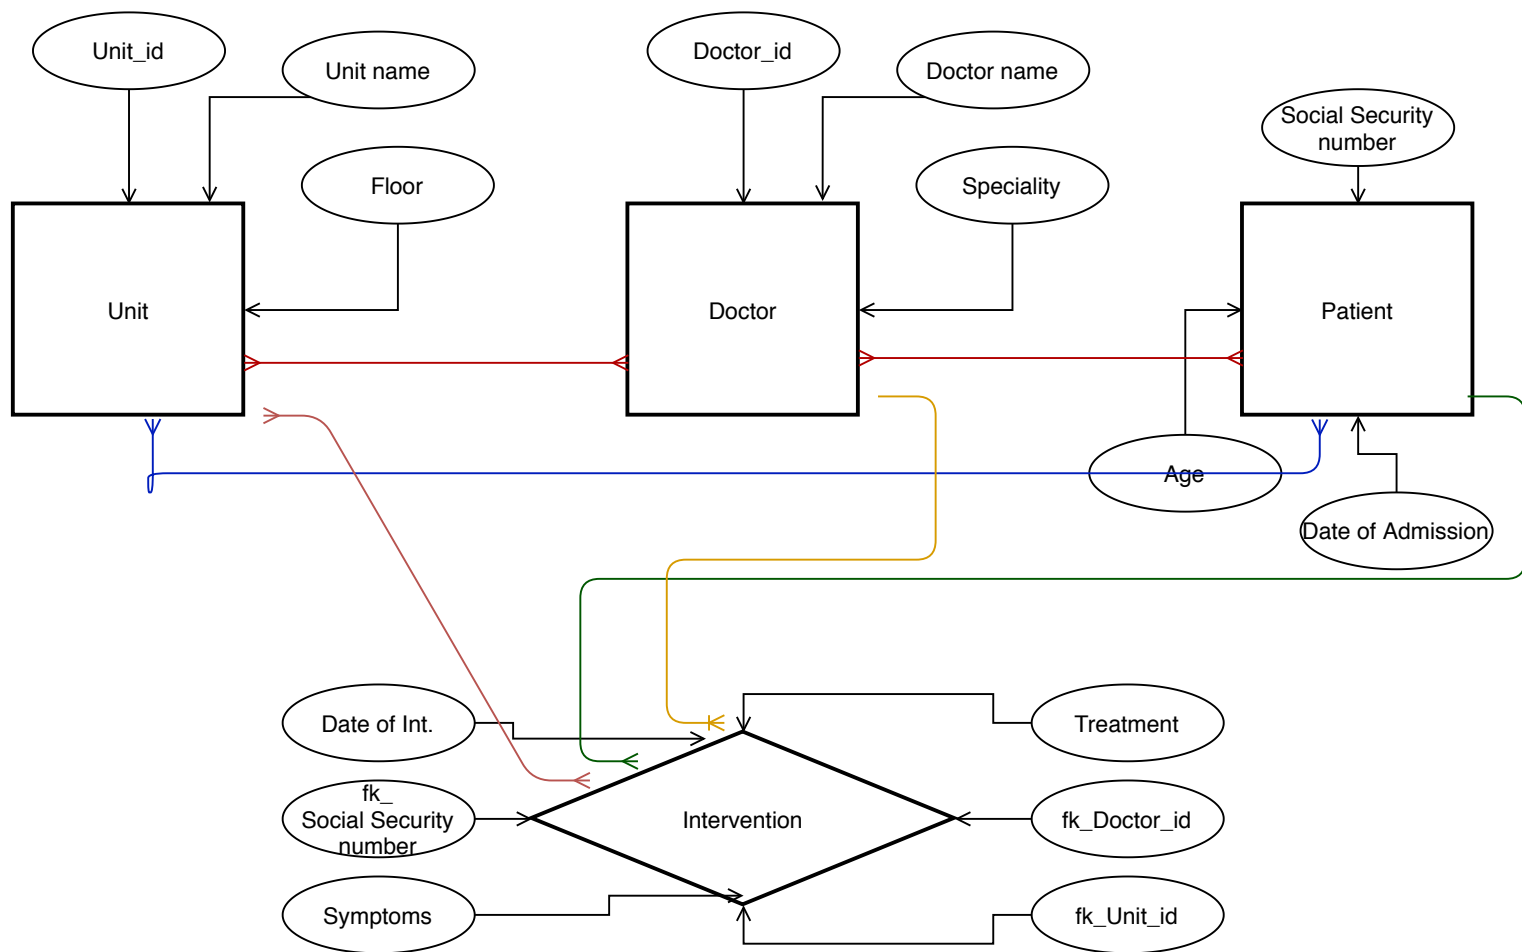 Unit_id
Unit name
Doctor_id
Doctor name
Social Security
number
Floor
Speciality
Unit
Doctor
Patient
Age
Date of Admission
Date of Int.
Treatment
fk_
Social Security
number
Intervention
fk_Doctor_id
Symptoms
fk_Unit_id